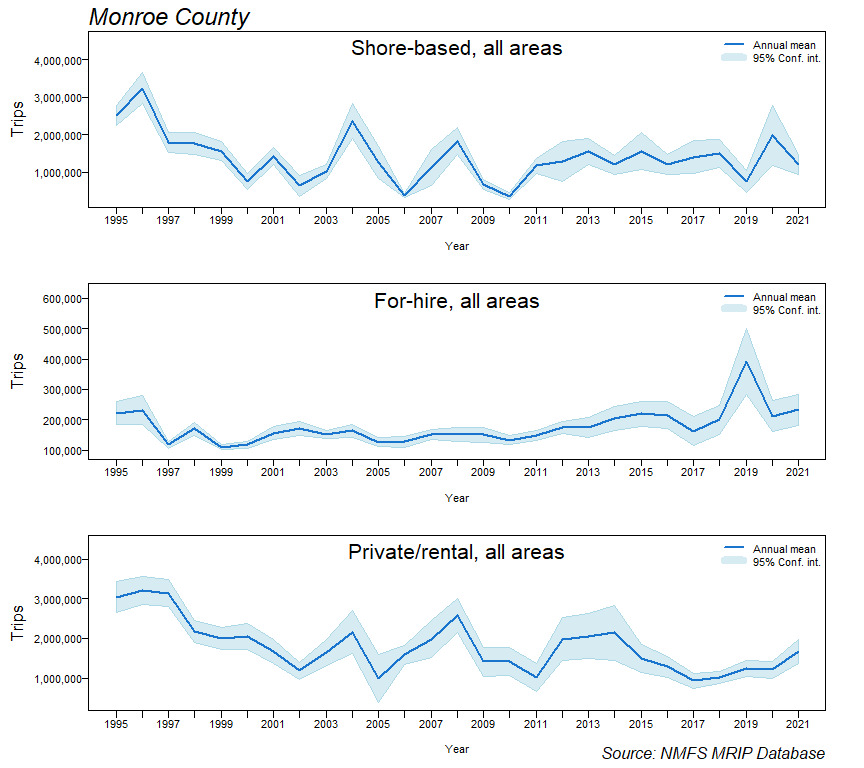 Monroe County
Shore-based, all areas
Annual mean
95% Conf. int.
4,000,000
3,000,000
2,000,000
1,000,000
Trips
1995 1997 1999 2001 2003 2005 2007 2009 2011 2013 2015 2017 2019 2021
Year
For-hire, all areas
Annual mean
95% Conf. int.
600,000
500,000
400,000
300,000
200,000
100,000
Trips
1995 1997 1999 2001 2003 2005 2007 2009 2011 2013 2015 2017 2019 2021
Year
Private/rental, all areas
Annual mean
95% Conf. int.
4,000,000
3,000,000
2,000,000
1,000,000
Trips
1995 1997 1999 2001 2003 2005 2007 2009 2011 2013 2015 2017 2019 2021
Year
Source: NMFS MRIP Database